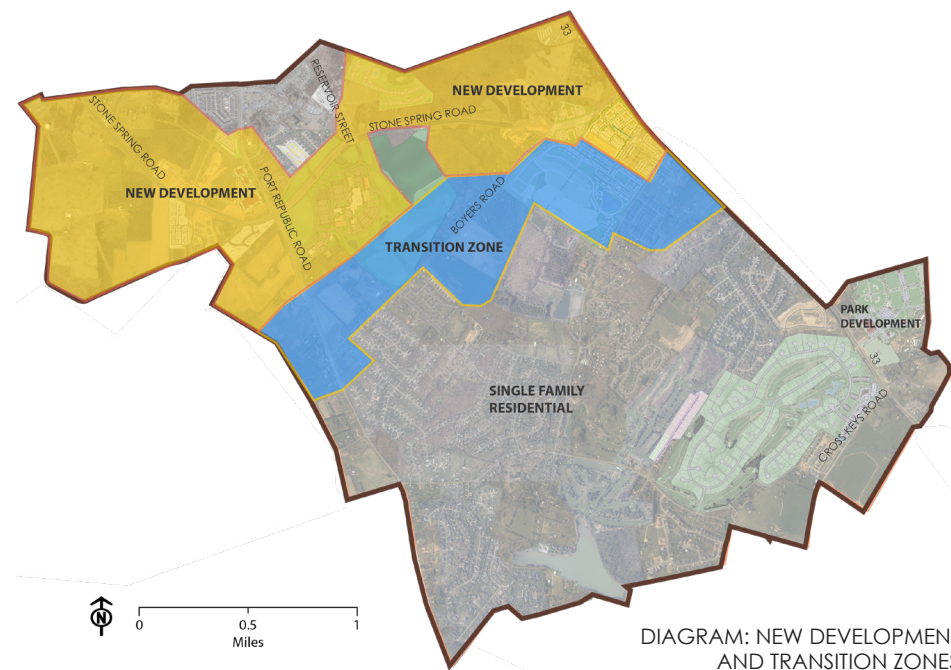 33
RESERVOIR STREET
NEW DEVELOPMENT
STONE SPRING ROAD
STONE SPRING ROAD
NEW DEVELOPMENT
PORT REPUBLIC ROAD
BOYERS ROAD
TRANSITION ZONE
PARK
DEVELOPMENT
33
SINGLE FAMILY
RESIDENTIAL
CROSS KEYS ROAD
N
0
0.5
1
Miles
DIAGRAM: NEW DEVELOPMEN
AND TRANSITION ZONE